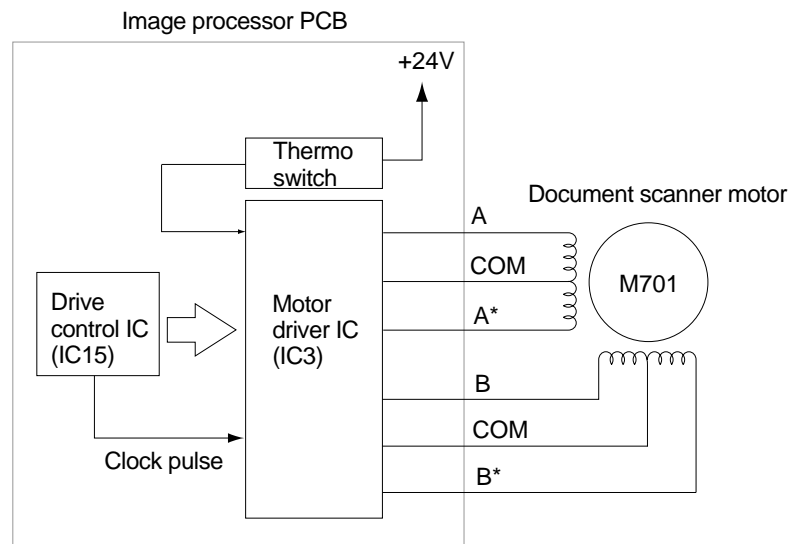 Image processor PCB
+24V
Thermo
switch
Document scanner motor
A
COM
M701
A*
Drive
control IC
(IC15)
Motor
driver IC
(IC3)
B
COM
Clock pulse
B*